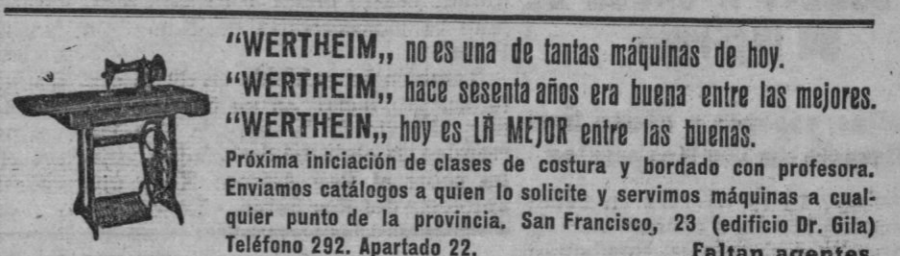 “WERTHEIM„ no es una de tantas máquinas de hoy.
“WERTHEIM„ hace sesenta años era buena entre las mejores.
“WERTHEIN„ hoy es LA MEJOR entre las buenas.
Próxima iniciación de clases de costura y bordado con profesora.
Enviamos catálogos a quien lo solicite y servimos máquinas a cual-
quier punto de la provincia. San Francisco, 23 (edificio Dr. Gila)
Teléfono 292. Apartado 22.
Faltan agentes.